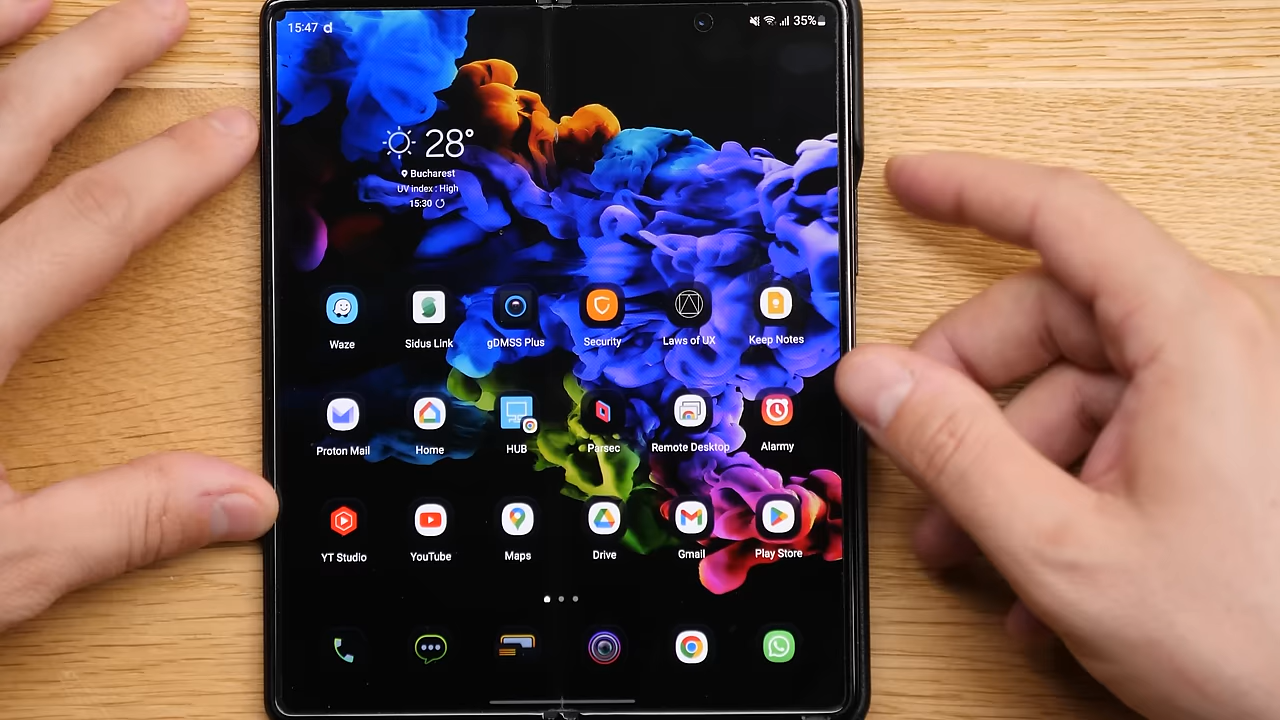 15:47 d
35%
28°
Bucharest
UV index : High
15:30
Waze
Sidus Link
gDMSS Plus
Security
Laws of UX
Keep Notes
Proton Mail
Home
HUB
Parsec
Remote Desktop
Alarmy
YT Studio
YouTube
Maps
Drive
Gmail
Play Store